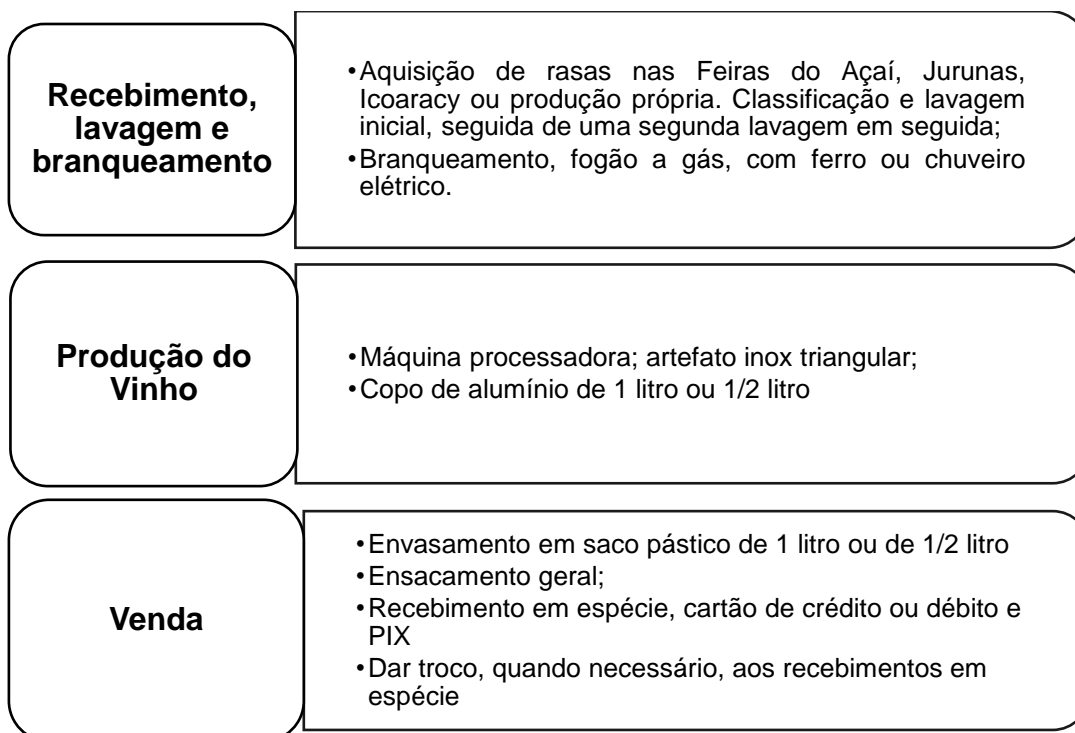 Recebimento,
lavagem e
branqueamento
•Aquisição de rasas nas Feiras do Açaí, Jurunas,
Icoaracy ou produção própria. Classificação e lavagem
inicial, seguida de uma segunda lavagem em seguida;
•Branqueamento, fogão a gás, com ferro ou chuveiro
elétrico.
Produção do
Vinho
•Máquina processadora; artefato inox triangular;
•Copo de alumínio de 1 litro ou 1/2 litro
Venda
•Envasamento em saco pástico de 1 litro ou de 1/2 litro
•Ensacamento geral;
•Recebimento em espécie, cartão de crédito ou débito e
PIX
•Dar troco, quando necessário, aos recebimentos em
espécie